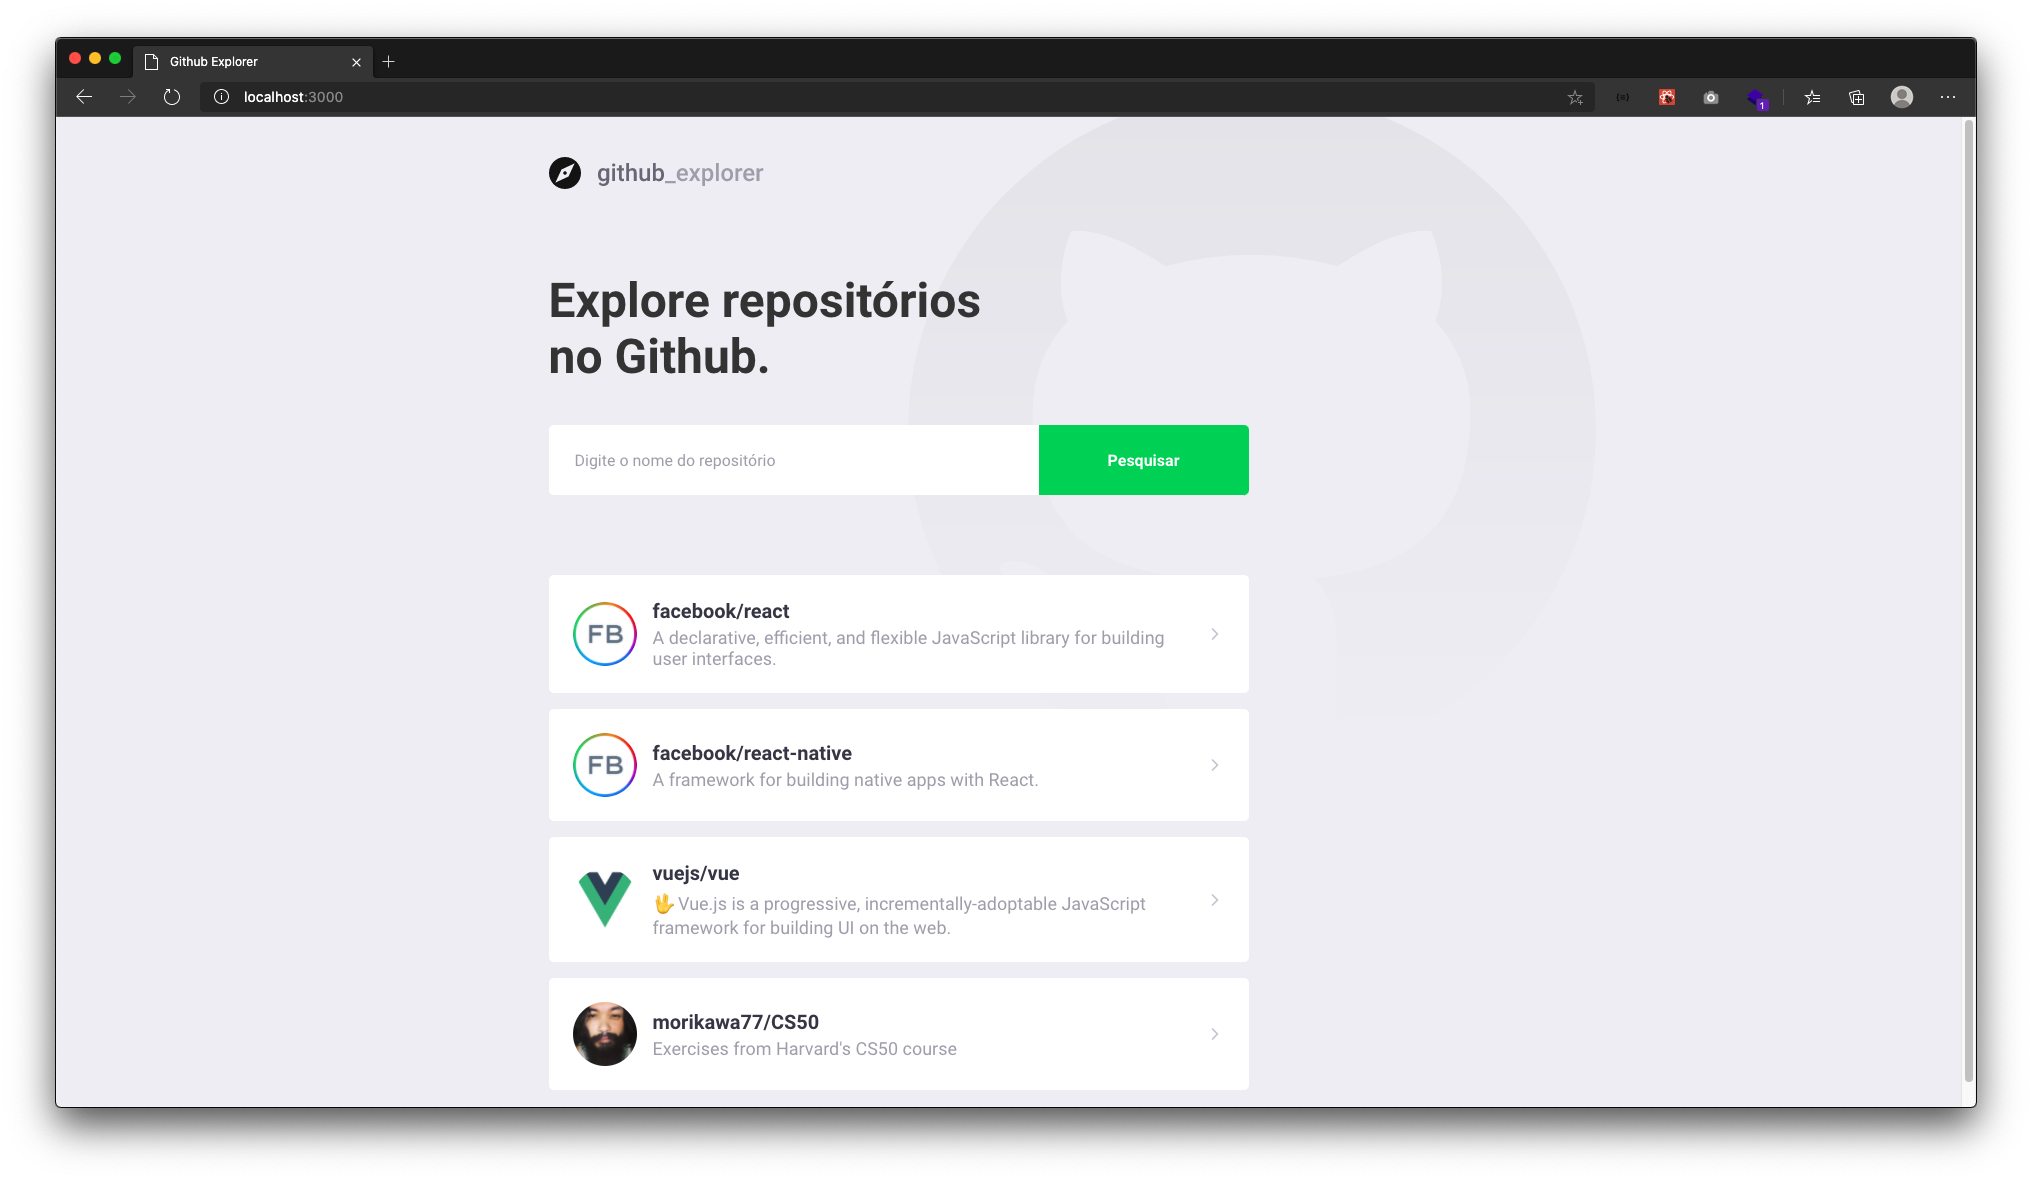 Github Explorer
localhost:3000
1
github_explorer
Explore repositórios
no Github.
Digite o nome do repositório
Pesquisar
FB
facebook/react
A declarative, efficient, and flexible JavaScript library for building
user interfaces.
FB
facebook/react-native
A framework for building native apps with React.
vuejs/vue
🖖 Vue.js is a progressive, incrementally-adoptable JavaScript
framework for building UI on the web.
morikawa77/CS50
Exercises from Harvard's CS50 course